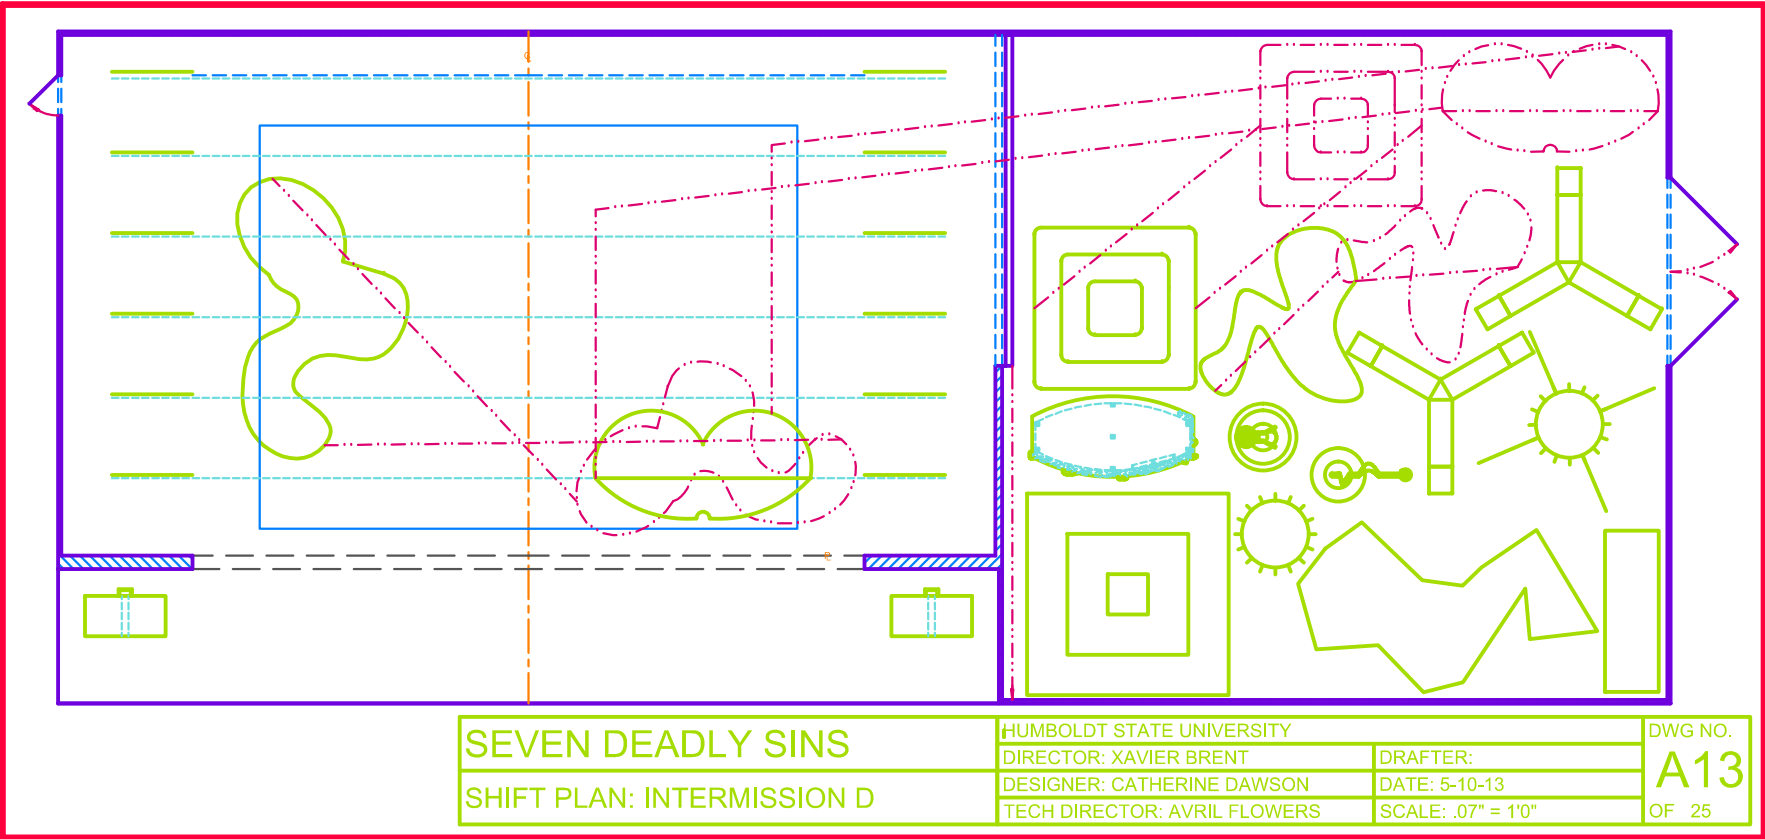 SEVEN DEADLY SINS
SHIFT PLAN: INTERMISSION D
HUMBOLDT STATE UNIVERSITY
DIRECTOR: XAVIER BRENT
DRAFTER:
DESIGNER: CATHERINE DAWSON
DATE: 5-10-13
TECH DIRECTOR: AVRIL FLOWERS
SCALE: .07" = 1'0"
DWG NO.
A13
OF 25